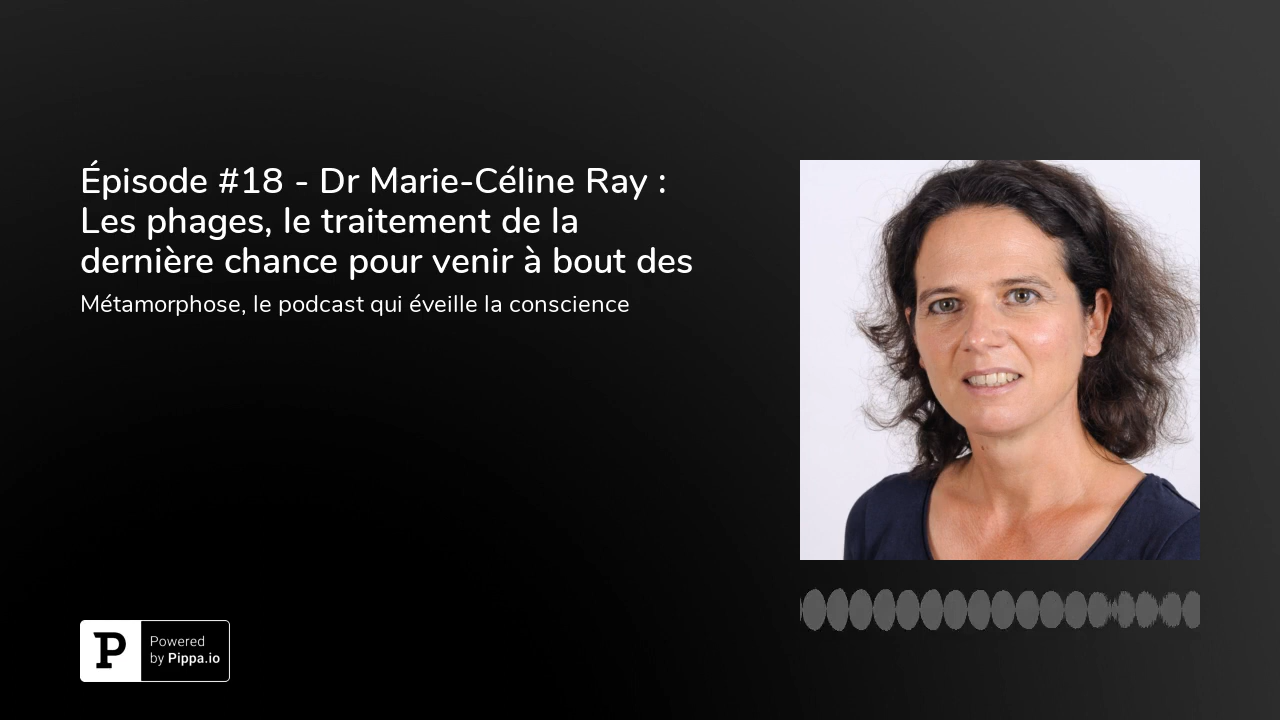 Épisode #18 - Dr Marie-Céline Ray :
Les phages, le traitement de la
dernière chance pour venir à bout des
Métamorphose, le podcast qui éveille la conscience
P
Powered
by Pippa.io